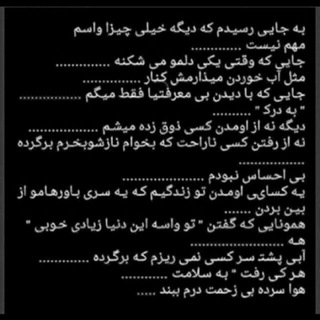 به جایی رسیدم که دیگه خیلی چیزا واسم
مهم نیست .............
جایی که وقتی یکی دلمو می شکنه ..............
مثل آب خوردن میذارمش کنار ...............
جایی که با دیدن بی معرفتیا فقط میگم ................
" به درک " ..........
دیگه نه از اومدن کسی ذوق زده میشم ..................
نه از رفتن کسی ناراحت که بخوام نازشوبخرم برگرده
.................
بی احساس نبودم .....................
یه کسایی اومدن تو زندگیم که یه سری باورهامو از
بین بردن .......
همونایی که گفتن " تو واسه این دنیا زیادی خوبی "
هه ........................
آبی پشت سر کسی نمی ریزم که برگرده .............
هر کی رفت " به سلامت ...............
هوا سرده بی زحمت درم ببند .....